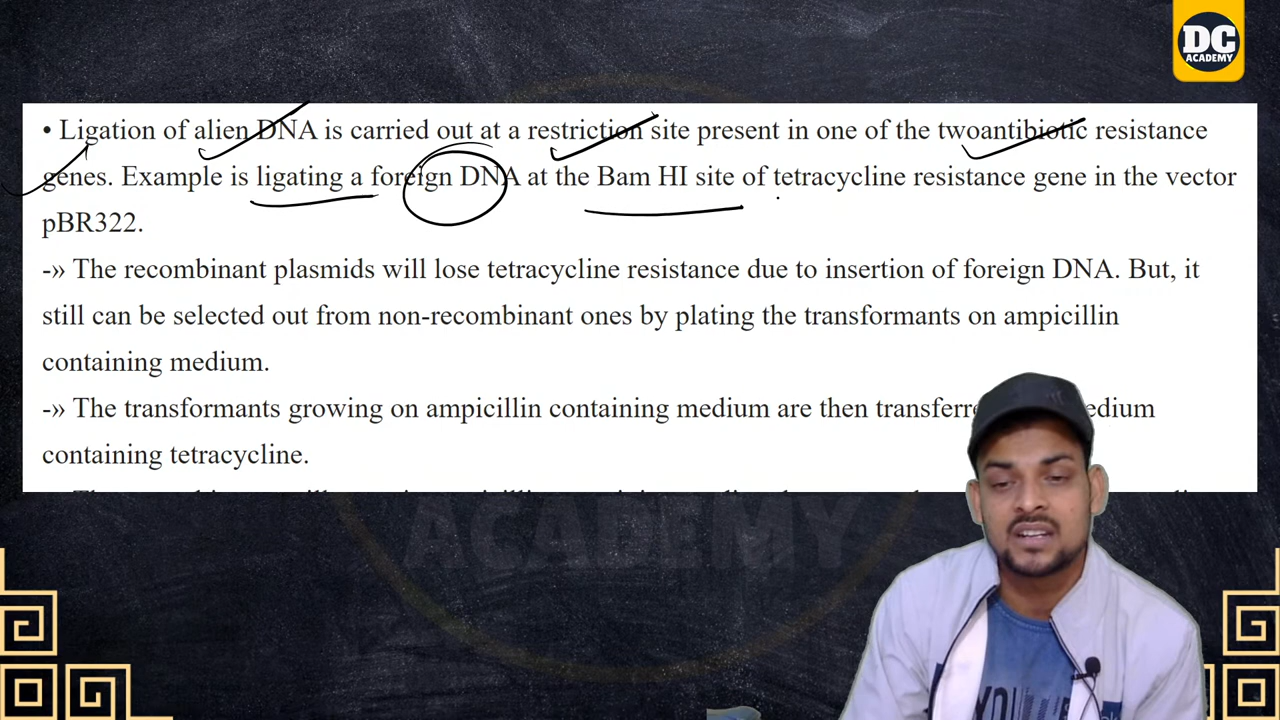 DC
ACADEMY
• Ligation of alien DNA is carried out at a restriction site present in one of the twoantibiotic resistance
genes. Example is ligating a foreign DNA at the Bam HI site of tetracycline resistance gene in the vector
pBR322.
-» The recombinant plasmids will lose tetracycline resistance due to insertion of foreign DNA. But, it
still can be selected out from non-recombinant ones by plating the transformants on ampicillin
containing medium.
-» The transformants growing on ampicillin containing medium are then
containing tetracycline.
ACADEMY